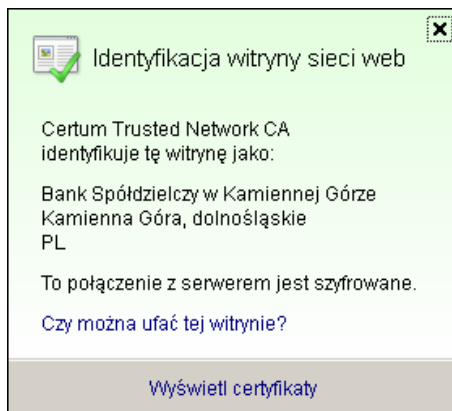 Identyfikacja witryny sieci web
Certum Trusted Network CA
identyfikuje tę witrynę jako:
Bank Spółdzielczy w Kamiennej Górze
Kamienna Góra, dolnośląskie
PL
To połączenie z serwerem jest szyfrowane.
Czy można ufać tej witrynie?
Wyświetl certyfikaty